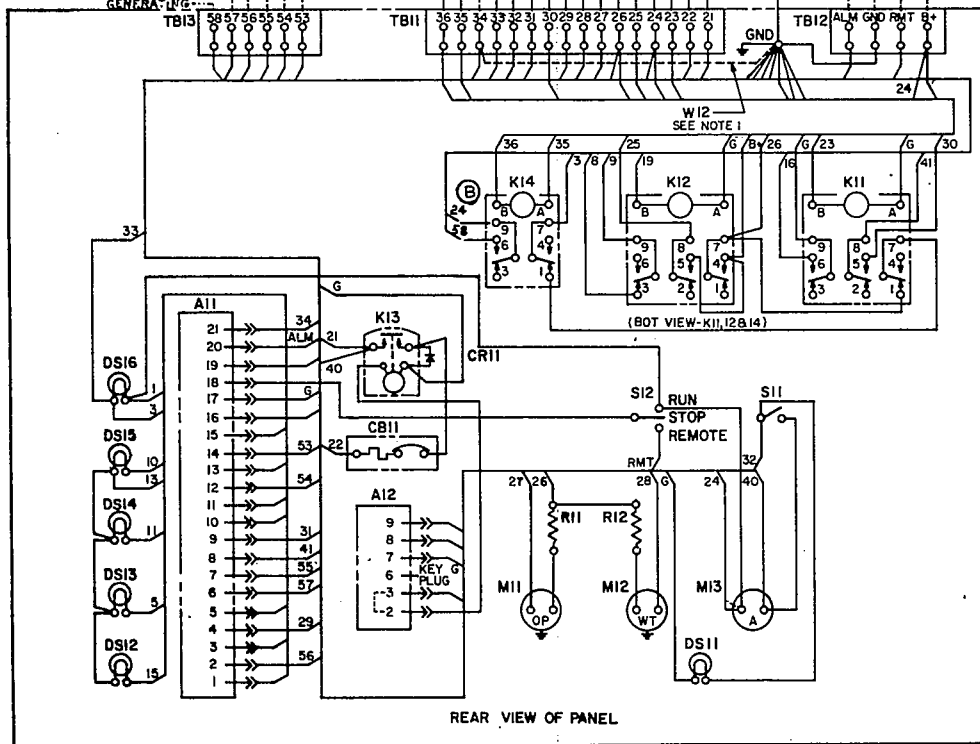 GENERATING
TB13 58 57 56 55 54 53
TB11 36 35 34 33 32 31 30 29 28 27 26 25 24 23 22 21
GND
TB12 ALM GND RMT B+
24
W12
SEE NOTE 1
36 35 3 8 9 25 19 G B+ 26 16 G 23 G 41 30
B
24
58
K14
B A
9 7
6 4
3 1
K12
B A
9 8 7
6 5 4
3 2 1
K11
B A
9 8 7
6 5 4
3 2 1
(BOT VIEW-K11,12&14)
33
G
A11
34
21 ALM 21
20
19 40
18
17 G
16
15
14 53 22
13
12 54
11
10
9 31
8 41
7 55
6 57
5
4 29
3
2 56
1
K13
CR11
CB11
DS16
1
3
DS15
10
13
DS14
11
DS13
5
DS12
15
A12
9
8
7
6 KEY PLUG G
3
2
S12 RUN
STOP
REMOTE
S11
RMT
27 26 28 G 24 40 32
R11 R12
M11 M12 M13
OP WT A
DS11
REAR VIEW OF PANEL